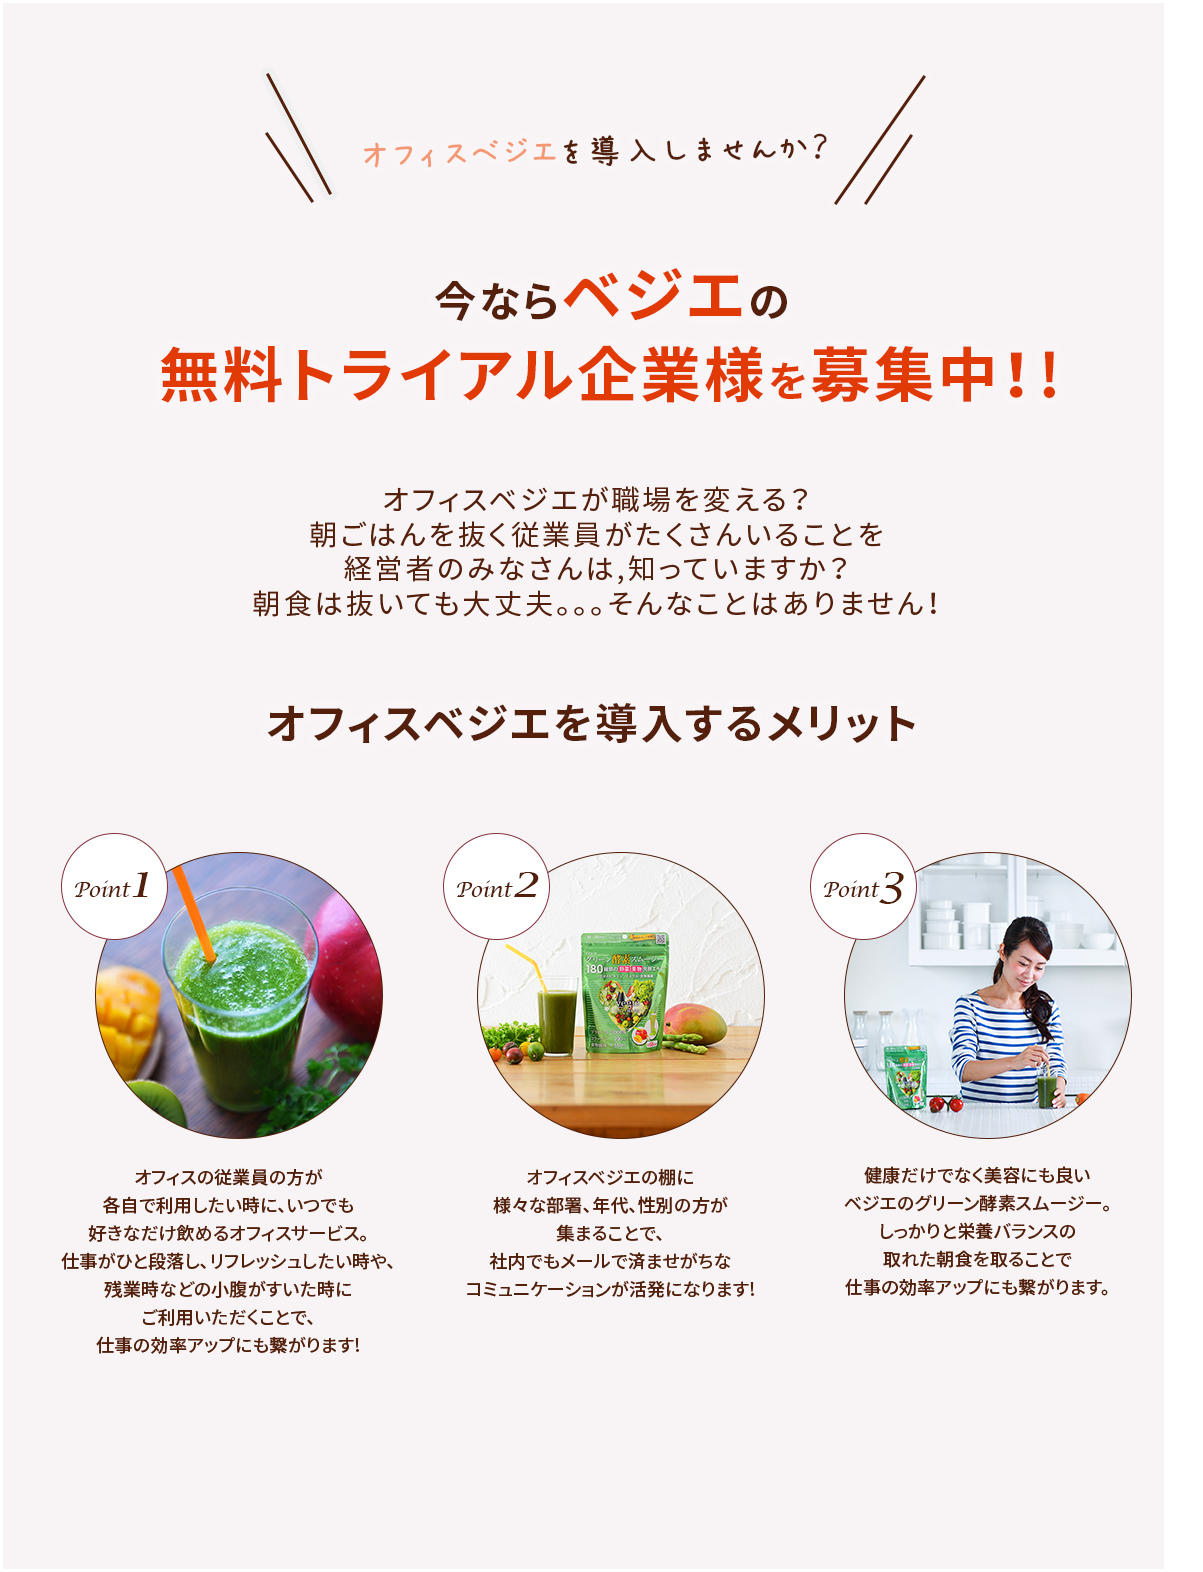 オフィスベジエを導入しませんか？
今ならベジエの
無料トライアル企業様を募集中！！
オフィスベジエが職場を変える？
朝ごはんを抜く従業員がたくさんいることを
経営者のみなさんは,知っていますか？
朝食は抜いても大丈夫。。。そんなことはありません！
オフィスベジエを導入するメリット
Point1
オフィスの従業員の方が
各自で利用したい時に、いつでも
好きなだけ飲めるオフィスサービス。
仕事がひと段落し、リフレッシュしたい時や、
残業時などの小腹がすいた時に
ご利用いただくことで、
仕事の効率アップにも繋がります!
Point2
グリーン酵素スムージー
オフィスベジエの棚に
様々な部署、年代、性別の方が
集まることで、
社内でもメールで済ませがちな
コミュニケーションが活発になります!
Point3
健康だけでなく美容にも良い
ベジエのグリーン酵素スムージー。
しっかりと栄養バランスの
取れた朝食を取ることで
仕事の効率アップにも繋がります。